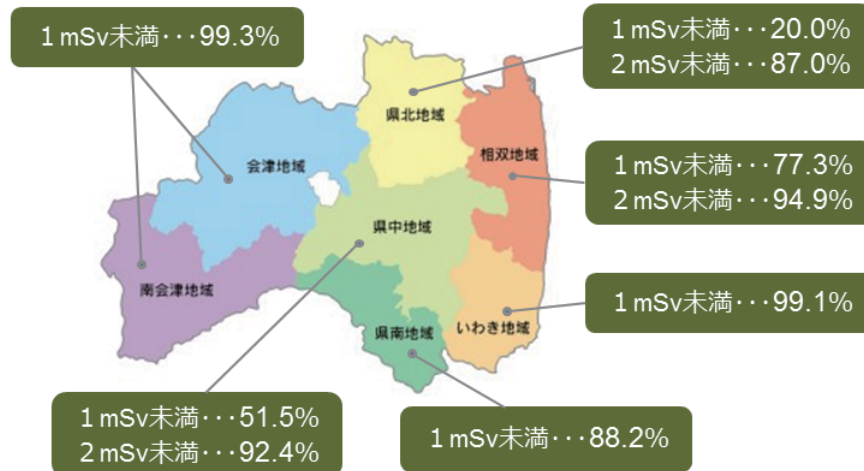 1 mSv未満･･･99.3%
1 mSv未満･･･20.0%
2 mSv未満･･･87.0%
県北地域
会津地域
相双地域
1 mSv未満･･･77.3%
2 mSv未満･･･94.9%
県中地域
南会津地域
1 mSv未満･･･99.1%
いわき地域
県南地域
1 mSv未満･･･51.5%
2 mSv未満･･･92.4%
1 mSv未満･･･88.2%